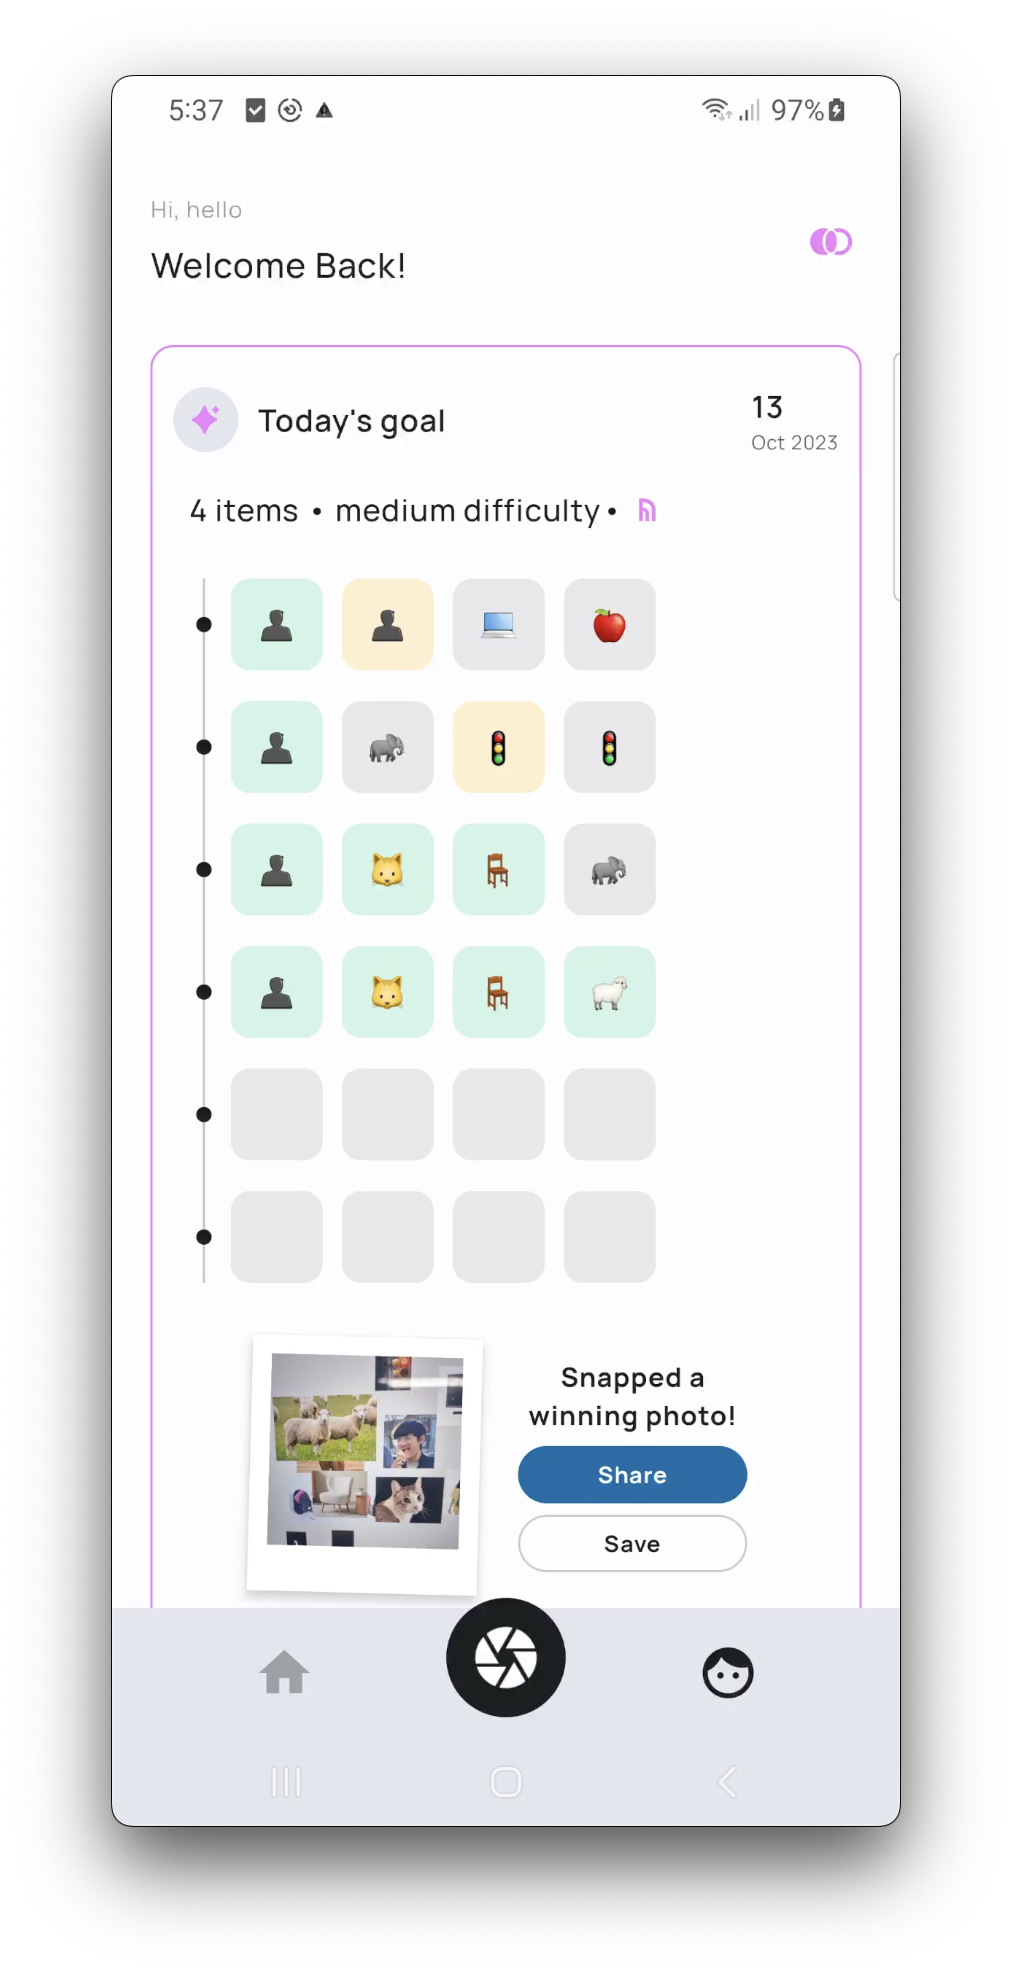 5:37
97%
Hi, hello
Welcome Back!
Today's goal
13
Oct 2023
4 items • medium difficulty •
Snapped a
winning photo!
Share
Save